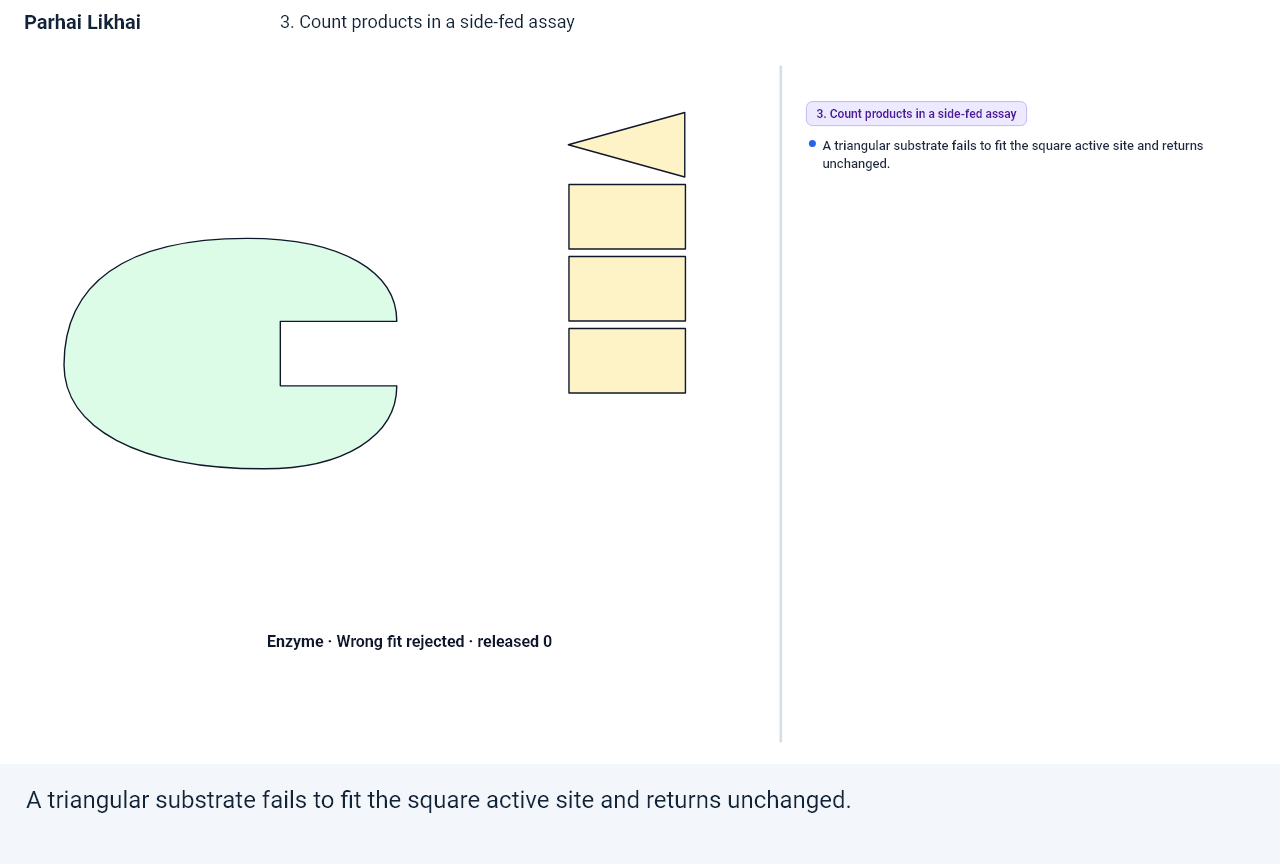 Parhai Likhai
3. Count products in a side-fed assay
3. Count products in a side-fed assay
A triangular substrate fails to fit the square active site and returns
unchanged.
Enzyme · Wrong fit rejected · released 0
A triangular substrate fails to fit the square active site and returns unchanged.